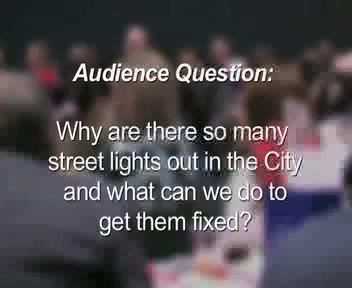 Audience Question:
Why are there so many
street lights out in the City
and what can we do to
get them fixed?